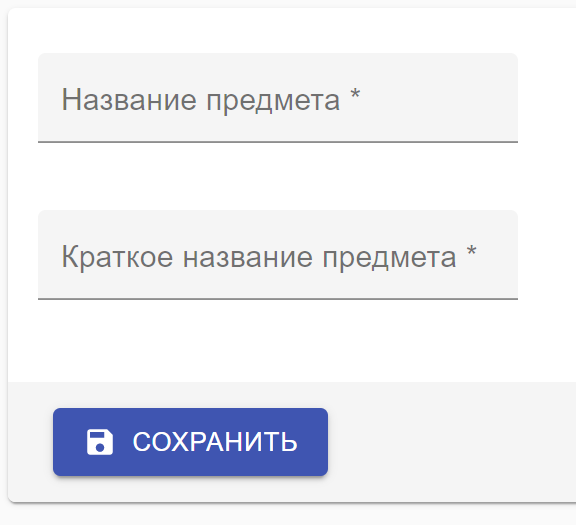 Название предмета *
Краткое название предмета *
СОХРАНИТЬ